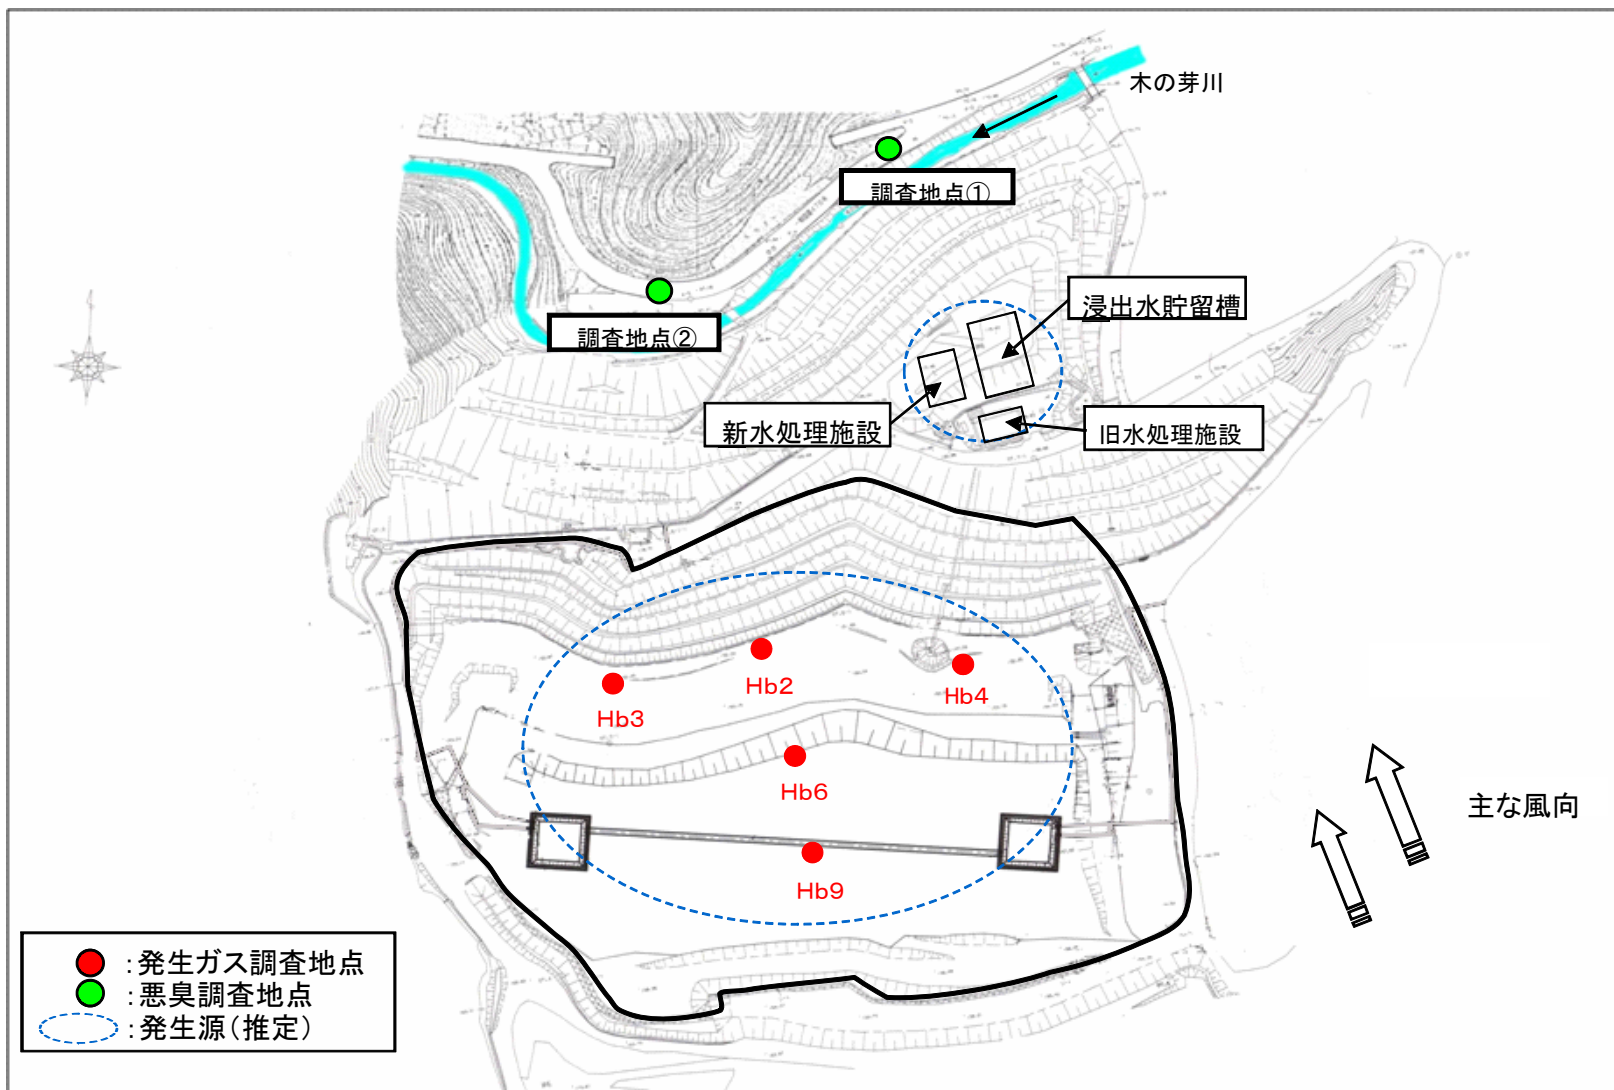 木の芽川
調査地点①
浸出水貯留槽
調査地点②
新水処理施設
旧水処理施設
Hb2
Hb4
Hb3
Hb6
主な風向
Hb9
:発生ガス調査地点
:悪臭調査地点
:発生源(推定)